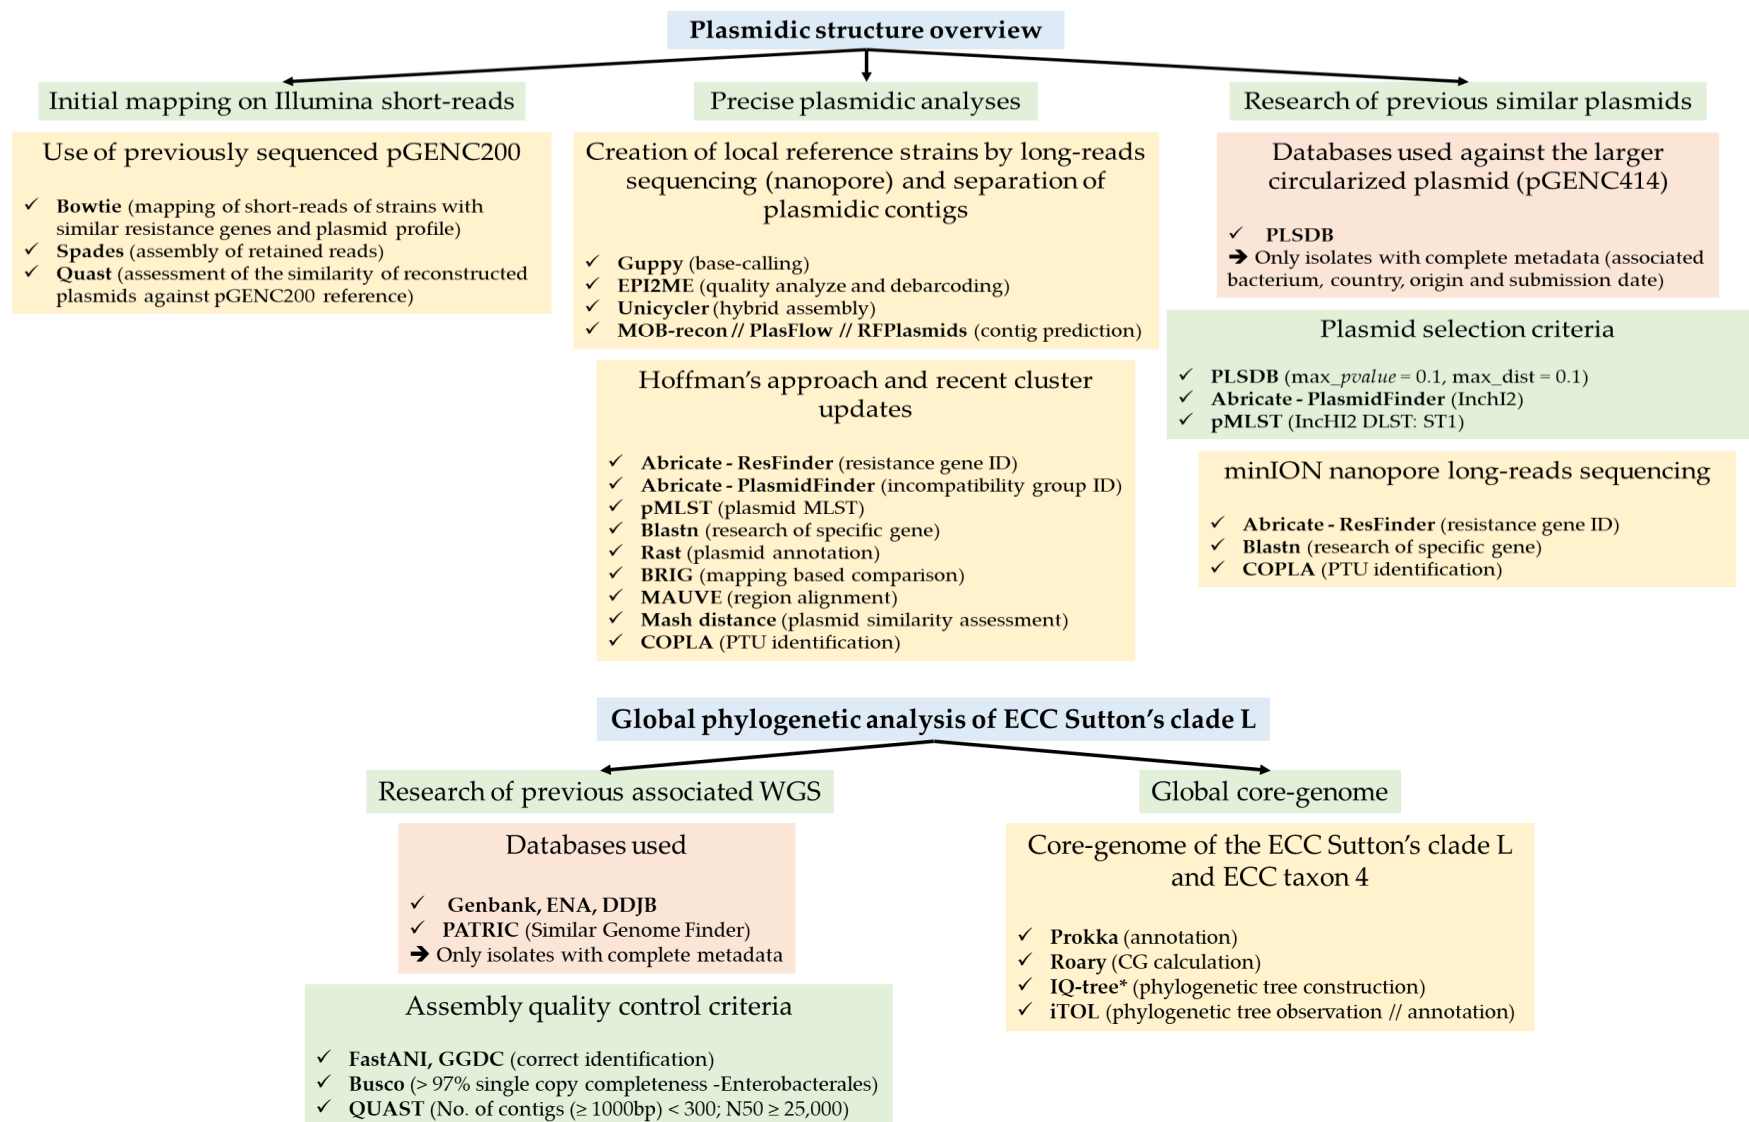 Plasmidic structure overview
Initial mapping on Illumina short-reads
Use of previously sequenced pGENC200
✓ Bowtie (mapping of short-reads of strains with
similar resistance genes and plasmid profile)
✓ Spades (assembly of retained reads)
✓ Quast (assessment of the similarity of reconstructed
plasmids against pGENC200 reference)
Precise plasmidic analyses
Creation of local reference strains by long-reads
sequencing (nanopore) and separation of
plasmidic contigs
✓ Guppy (base-calling)
✓ EPI2ME (quality analyze and debarcoding)
✓ Unicycler (hybrid assembly)
✓ MOB-recon // PlasFlow // RFPlasmids (contig prediction)
Hoffman's approach and recent cluster
updates
✓ Abricate - ResFinder (resistance gene ID)
✓ Abricate - PlasmidFinder (incompatibility group ID)
✓ pMLST (plasmid MLST)
✓ Blastn (research of specific gene)
✓ Rast (plasmid annotation)
✓ BRIG (mapping based comparison)
✓ MAUVE (region alignment)
✓ Mash distance (plasmid similarity assessment)
✓ COPLA (PTU identification)
Research of previous similar plasmids
Databases used against the larger
circularized plasmid (pGENC414)
✓ PLSDB
➔ Only isolates with complete metadata (associated
bacterium, country, origin and submission date)
Plasmid selection criteria
✓ PLSDB (max_pvalue = 0.1, max_dist = 0.1)
✓ Abricate - PlasmidFinder (InchI2)
✓ pMLST (IncHI2 DLST: ST1)
minION nanopore long-reads sequencing
✓ Abricate - ResFinder (resistance gene ID)
✓ Blastn (research of specific gene)
✓ COPLA (PTU identification)
Global phylogenetic analysis of ECC Sutton's clade L
Research of previous associated WGS
Databases used
✓ Genbank, ENA, DDJB
✓ PATRIC (Similar Genome Finder)
➔ Only isolates with complete metadata
Assembly quality control criteria
✓ FastANI, GGDC (correct identification)
✓ Busco (> 97% single copy completeness -Enterobacterales)
✓ QUAST (No. of contigs (≥ 1000bp) < 300; N50 ≥ 25,000)
Global core-genome
Core-genome of the ECC Sutton's clade L
and ECC taxon 4
✓ Prokka (annotation)
✓ Roary (CG calculation)
✓ IQ-tree* (phylogenetic tree construction)
✓ iTOL (phylogenetic tree observation // annotation)